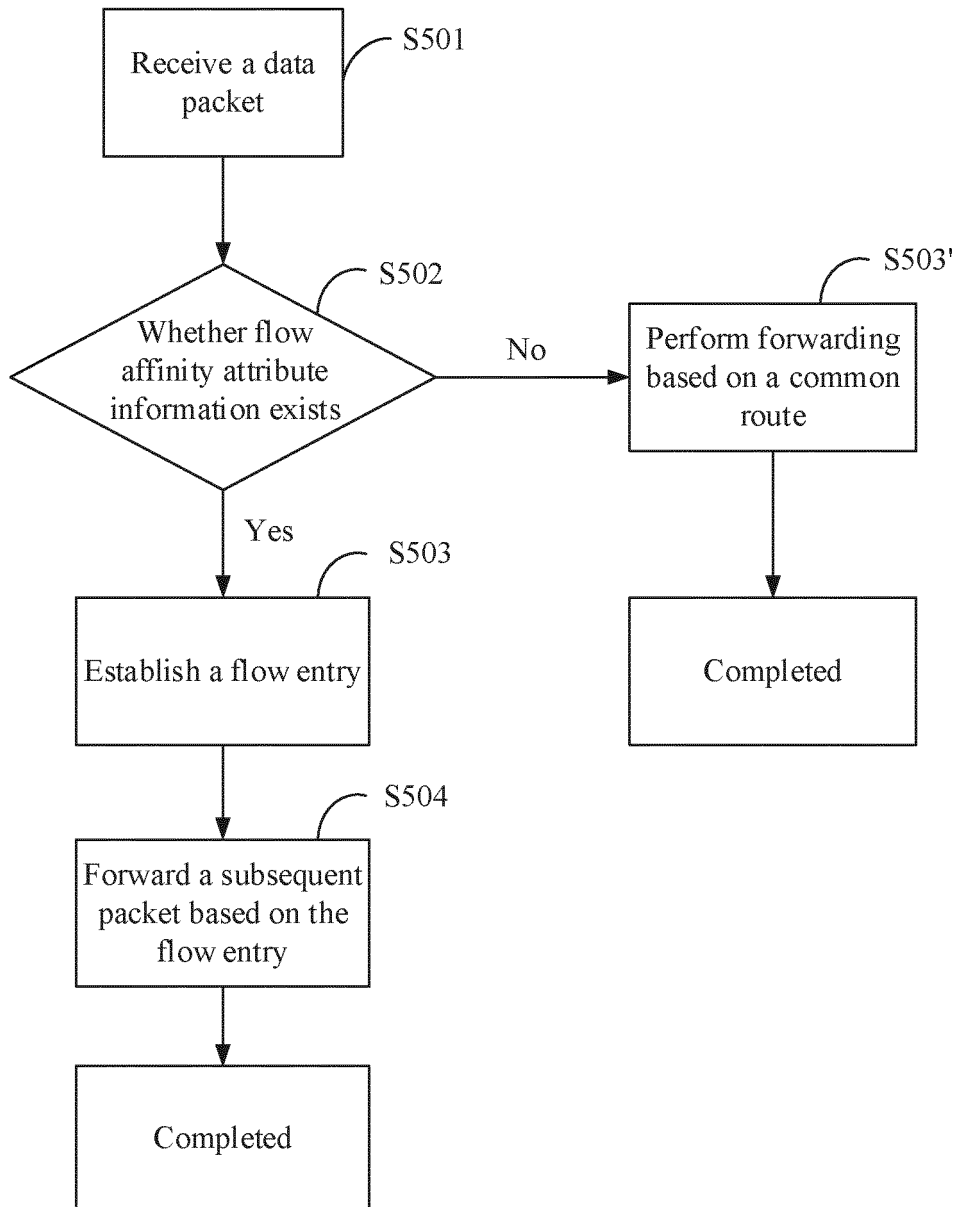 Receive a data
packet
S501
Whether flow
affinity attribute
information exists
S502
No
Perform forwarding
based on a common
route
S503'
Yes
Completed
Establish a flow entry
S503
Forward a subsequent
packet based on the
flow entry
S504
Completed